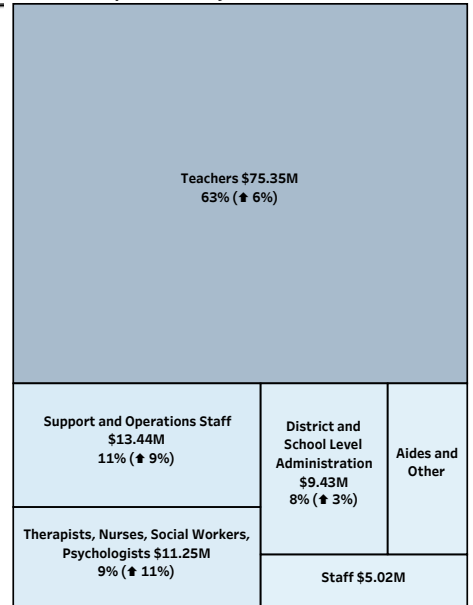 Teachers $75.35M
63% (⬆ 6%)
Support and Operations Staff
$13.44M
11% (⬆ 9%)
District and
School Level
Administration
$9.43M
8% (⬆ 3%)
Aides and
Other
Therapists, Nurses, Social Workers,
Psychologists $11.25M
9% (⬆ 11%)
Staff $5.02M